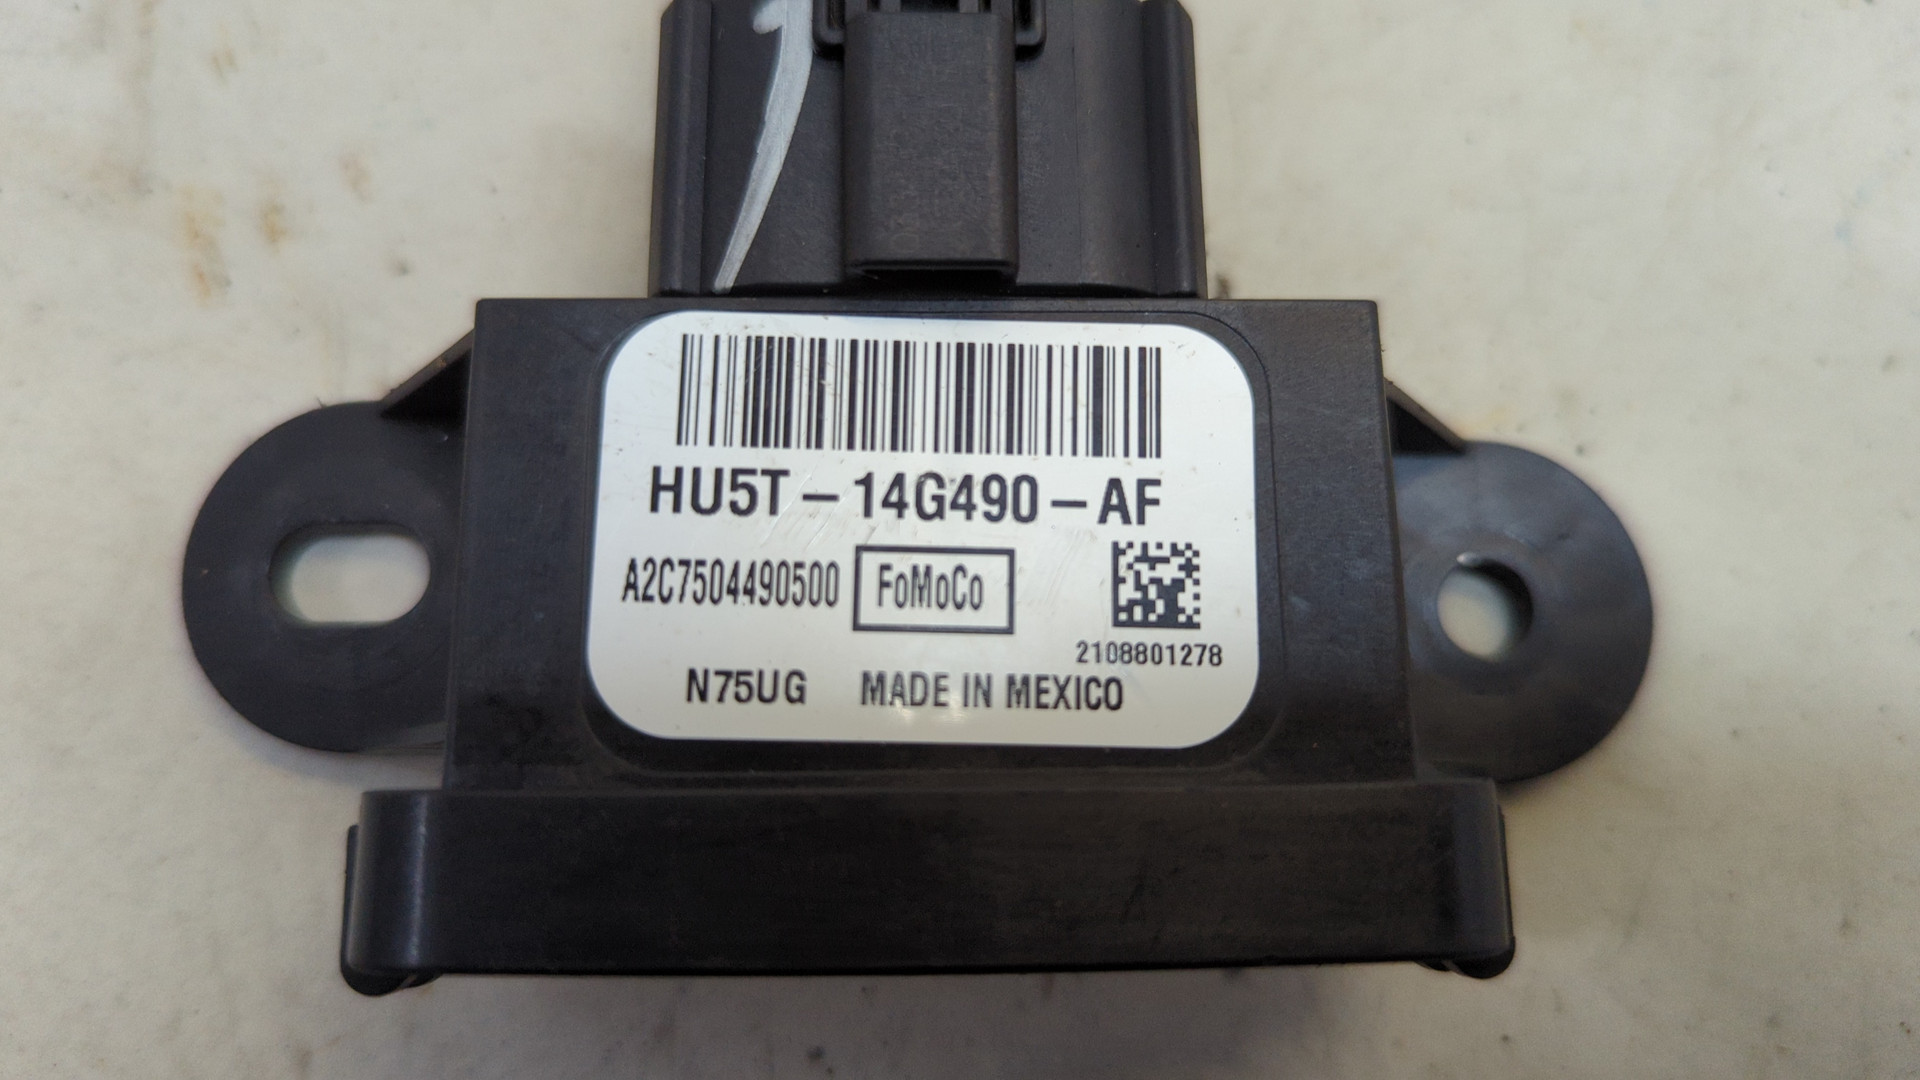 HU5T-14G490-AF
A2C7504490500 FoMoCo
2108801278
N75UG MADE IN MEXICO